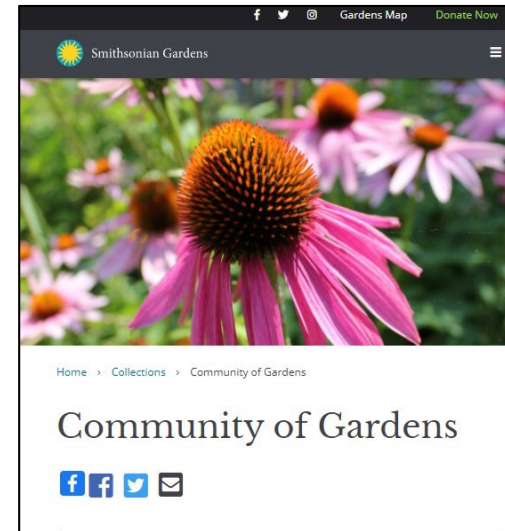 Gardens Map Donate Now
Smithsonian Gardens
Home › Collections › Community of Gardens
Community of Gardens